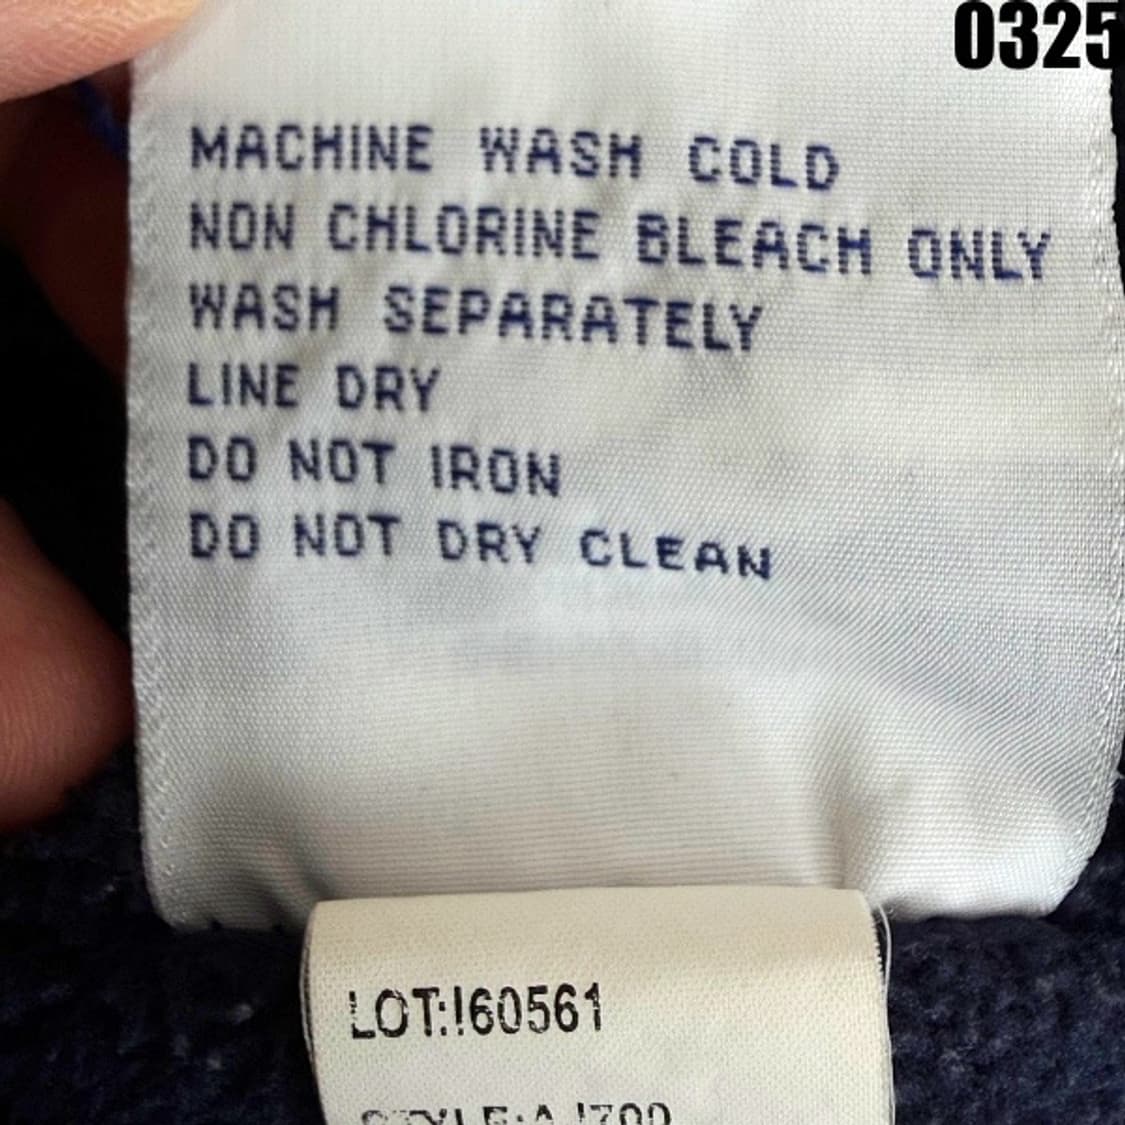 0325
MACHINE WASH COLD
NON CHLORINE BLEACH ONLY
WASH SEPARATELY
LINE DRY
DO NOT IRON
DO NOT DRY CLEAN
LOT:!60561